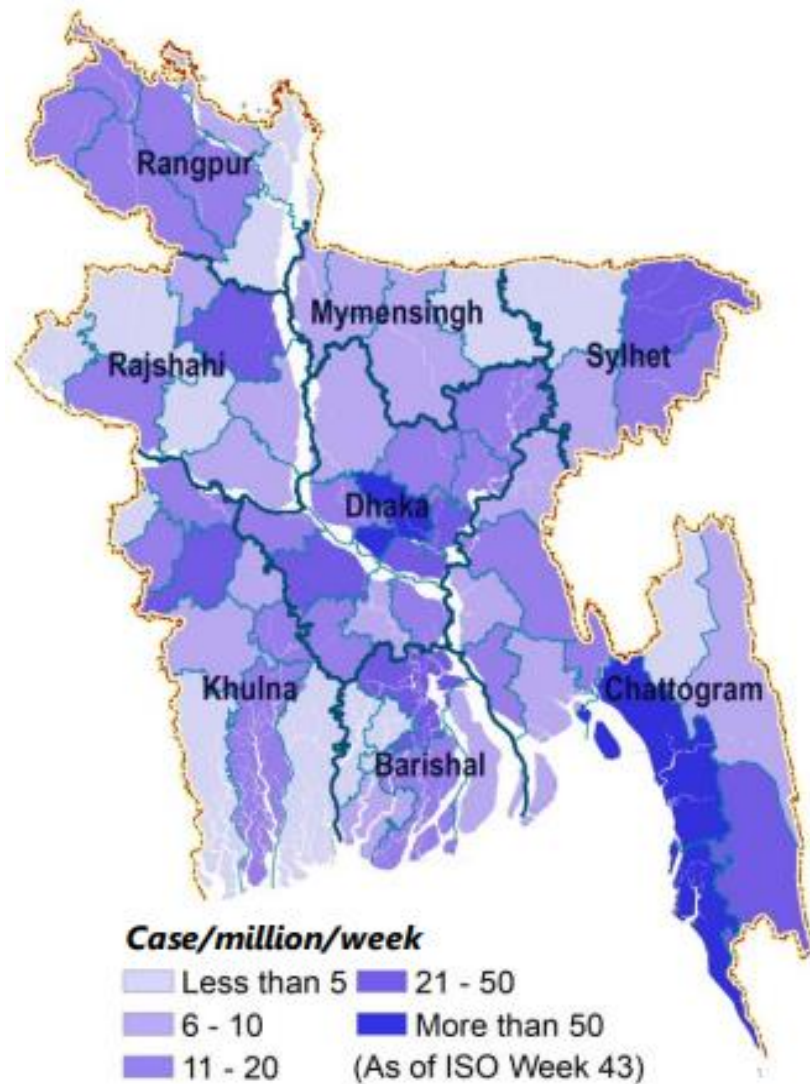 Rangpur
Mymensingh
Sylhet
Rajshahi
Dhaka
Khulna
Chattogram
Barishal
Case/million/week
Less than 5
21 - 50
6 - 10
More than 50
11 - 20
(As of ISO Week 43)